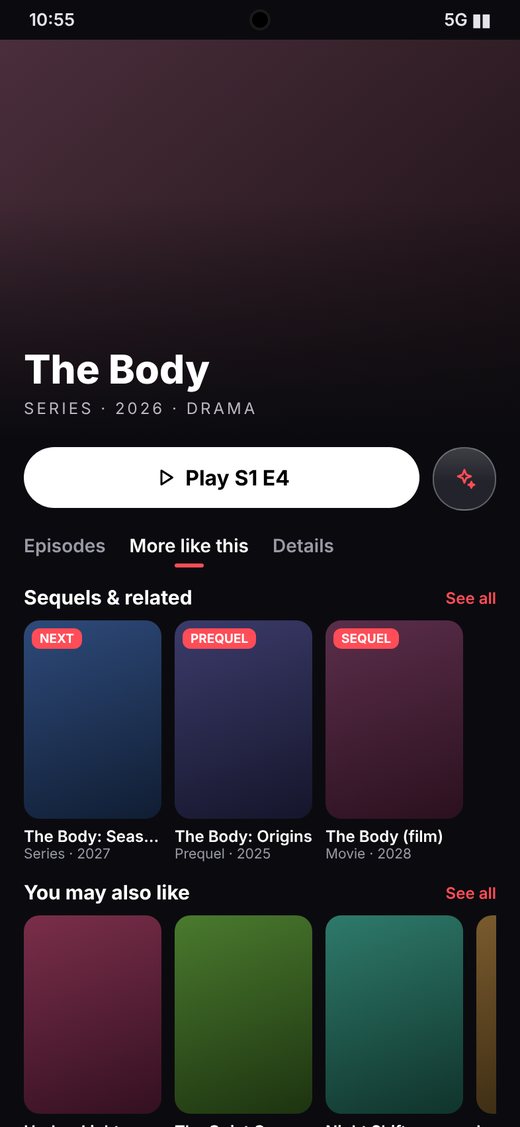 10:55
5G
The Body
SERIES · 2026 · DRAMA
Play S1 E4
Episodes More like this Details
Sequels & related See all
NEXT PREQUEL SEQUEL
The Body: Seas... The Body: Origins The Body (film)
Series · 2027 Prequel · 2025 Movie · 2028
You may also like See all